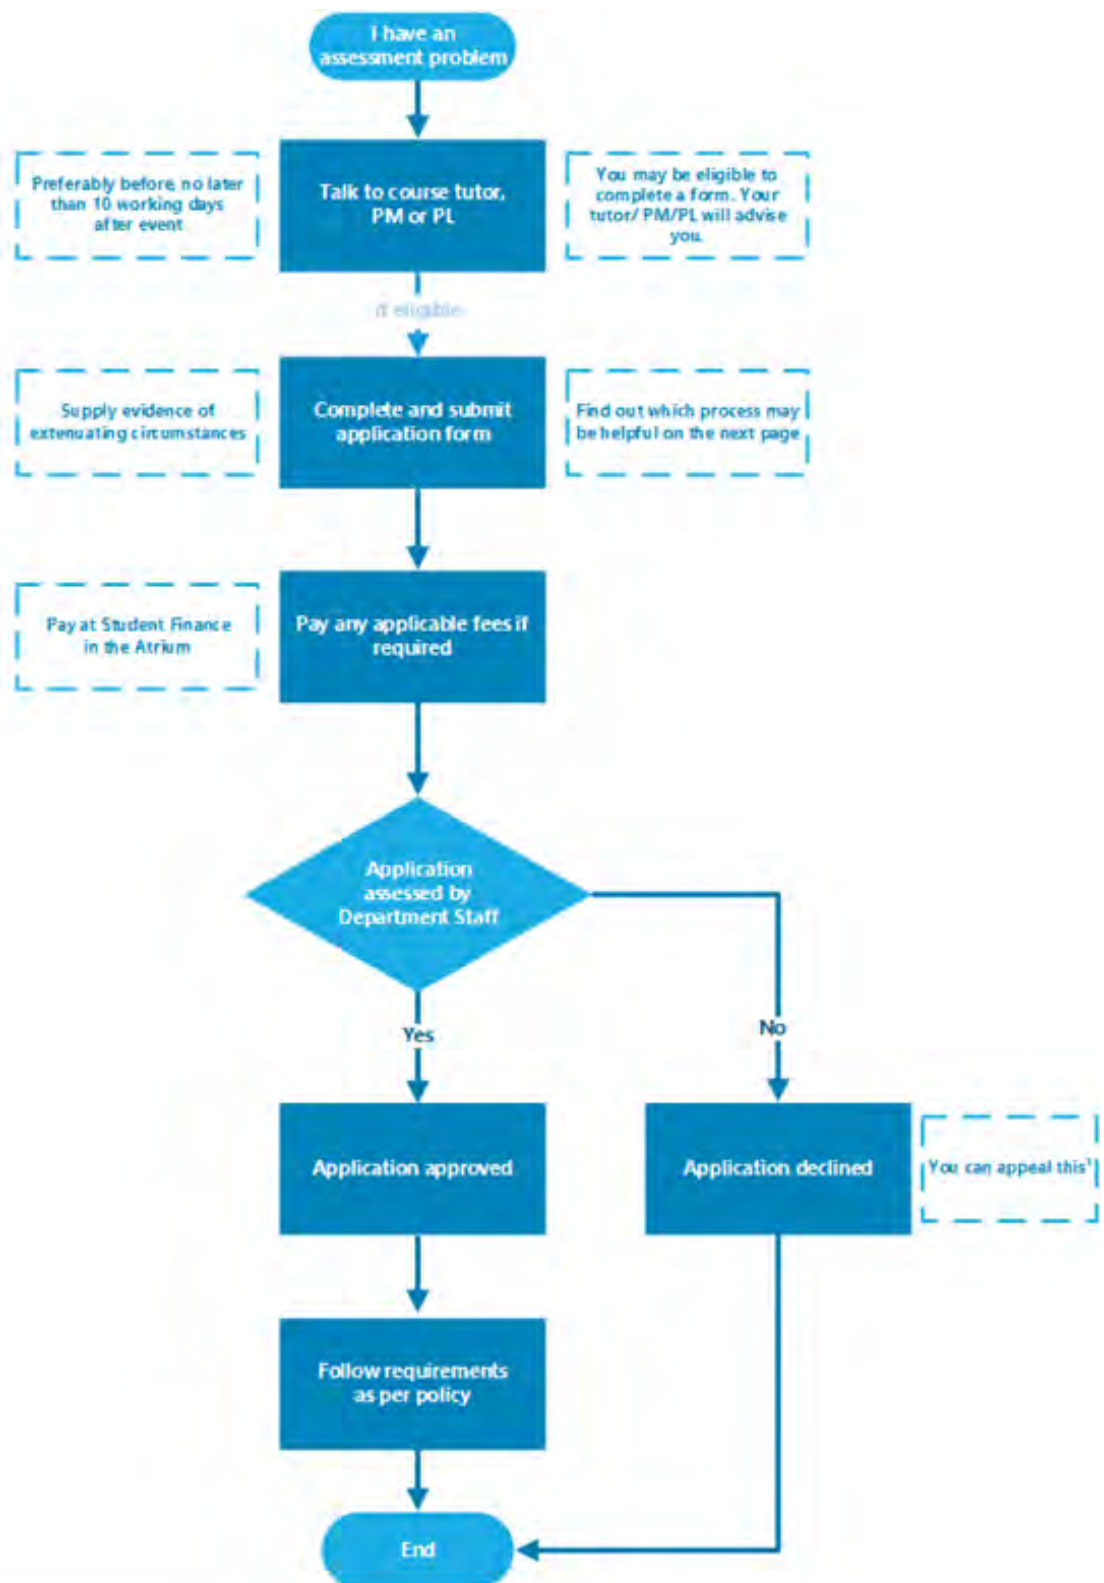 I have an
assessment problem
Preferably before, no later
than 10 working days
after event
Talk to course tutor,
PM or PL
You may be eligible to
complete a form. Your
tutor/ PM/PL will advise
you.
if eligible
Supply evidence of
extenuating circumstances
Complete and submit
application form
Find out which process may
be helpful on the next page
Pay at Student Finance
in the Atrium
Pay any applicable fees if
required
Application
assessed by
Department Staff
Yes
No
Application approved
Application declined
You can appeal this¹
Follow requirements
as per policy
End